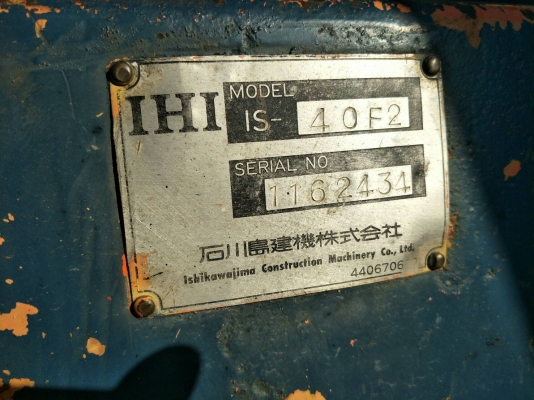 IHI
MODEL
IS- 40F2
SERIAL NO
1162434
石川島建機株式会社
Ishikawajima Construction Machinery Co., Ltd.
4406706